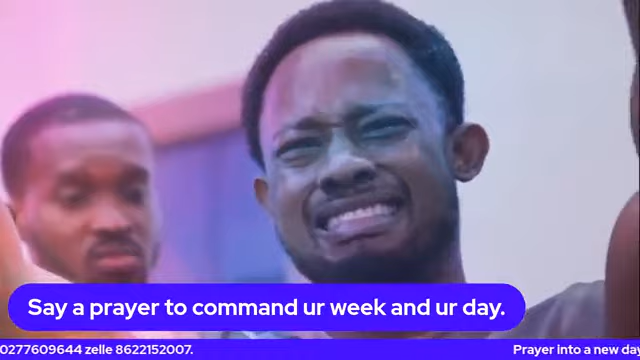 Say a prayer to command ur week and ur day.
0277609644 zelle 8622152007.
Prayer into a new day